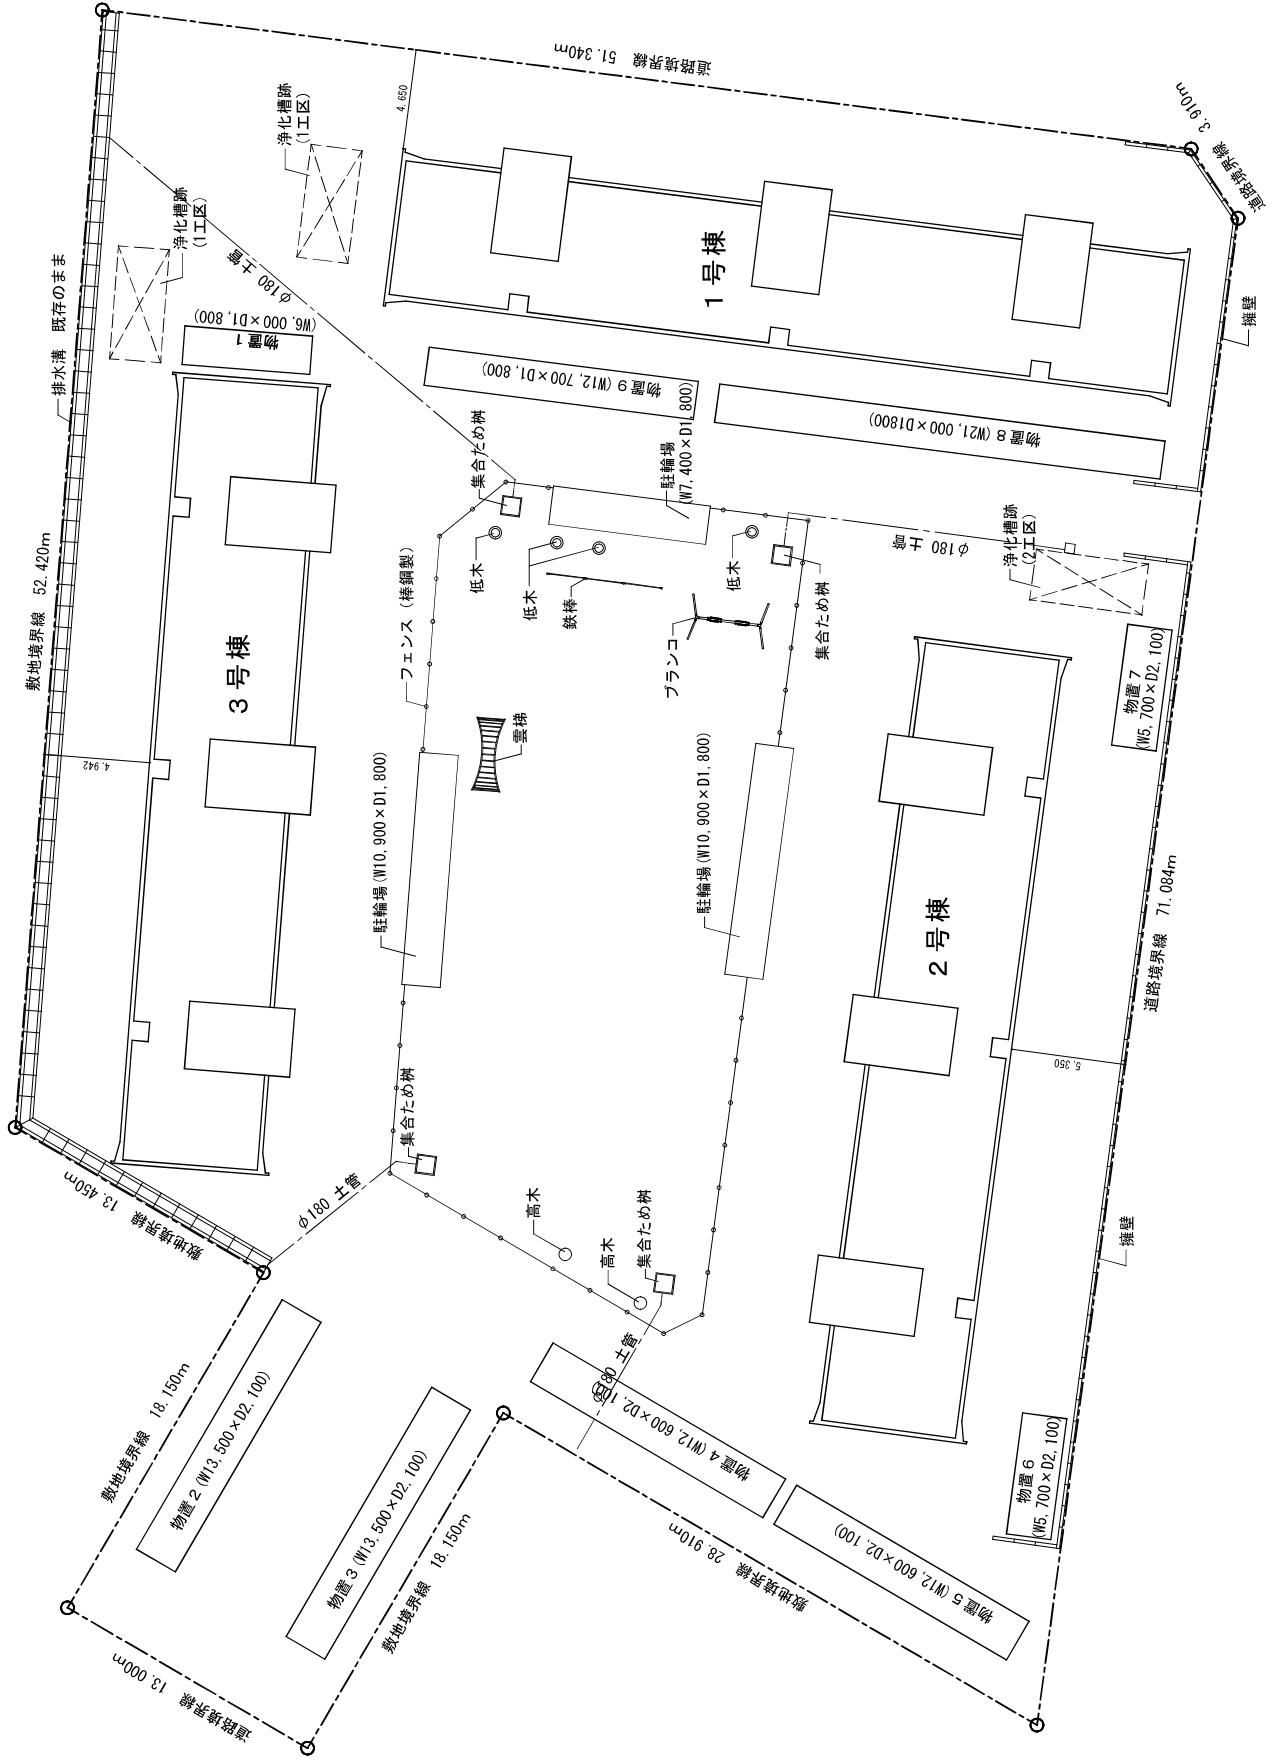 道路境界線 51.340m
道路境界線 3.910m
4.650
浄化槽跡
(1工区)
浄化槽跡
(1工区)
排水溝 既存のまま
φ180 土管
物置１
(W6,000×D1,800)
１号棟
擁壁
物置９(W12,700×D1,800)
物置８(W21,000×D1800)
敷地境界線 52.420m
集合ため桝
駐輪場
(W7,400×D1,800)
低木
低木
低木
鉄棒
φ180 土管
浄化槽跡
(2工区)
３号棟
フェンス（棒鋼製）
ブランコ
集合ため桝
雲梯
物置７
(W5,700×D2,100)
4.942
駐輪場(W10,900×D1,800)
駐輪場(W10,900×D1,800)
２号棟
道路境界線 71.084m
5.350
集合ため桝
敷地境界線 13.450m
φ180 土管
高木
高木
集合ため桝
擁壁
φ180 土管
敷地境界線 18.150m
物置２(W13,500×D2,100)
物置３(W13,500×D2,100)
敷地境界線 18.150m
物置４(W12,600×D2,100)
物置５(W12,600×D2,100)
物置６
(W5,700×D2,100)
敷地境界線 28.910m
道路境界線 13.000m